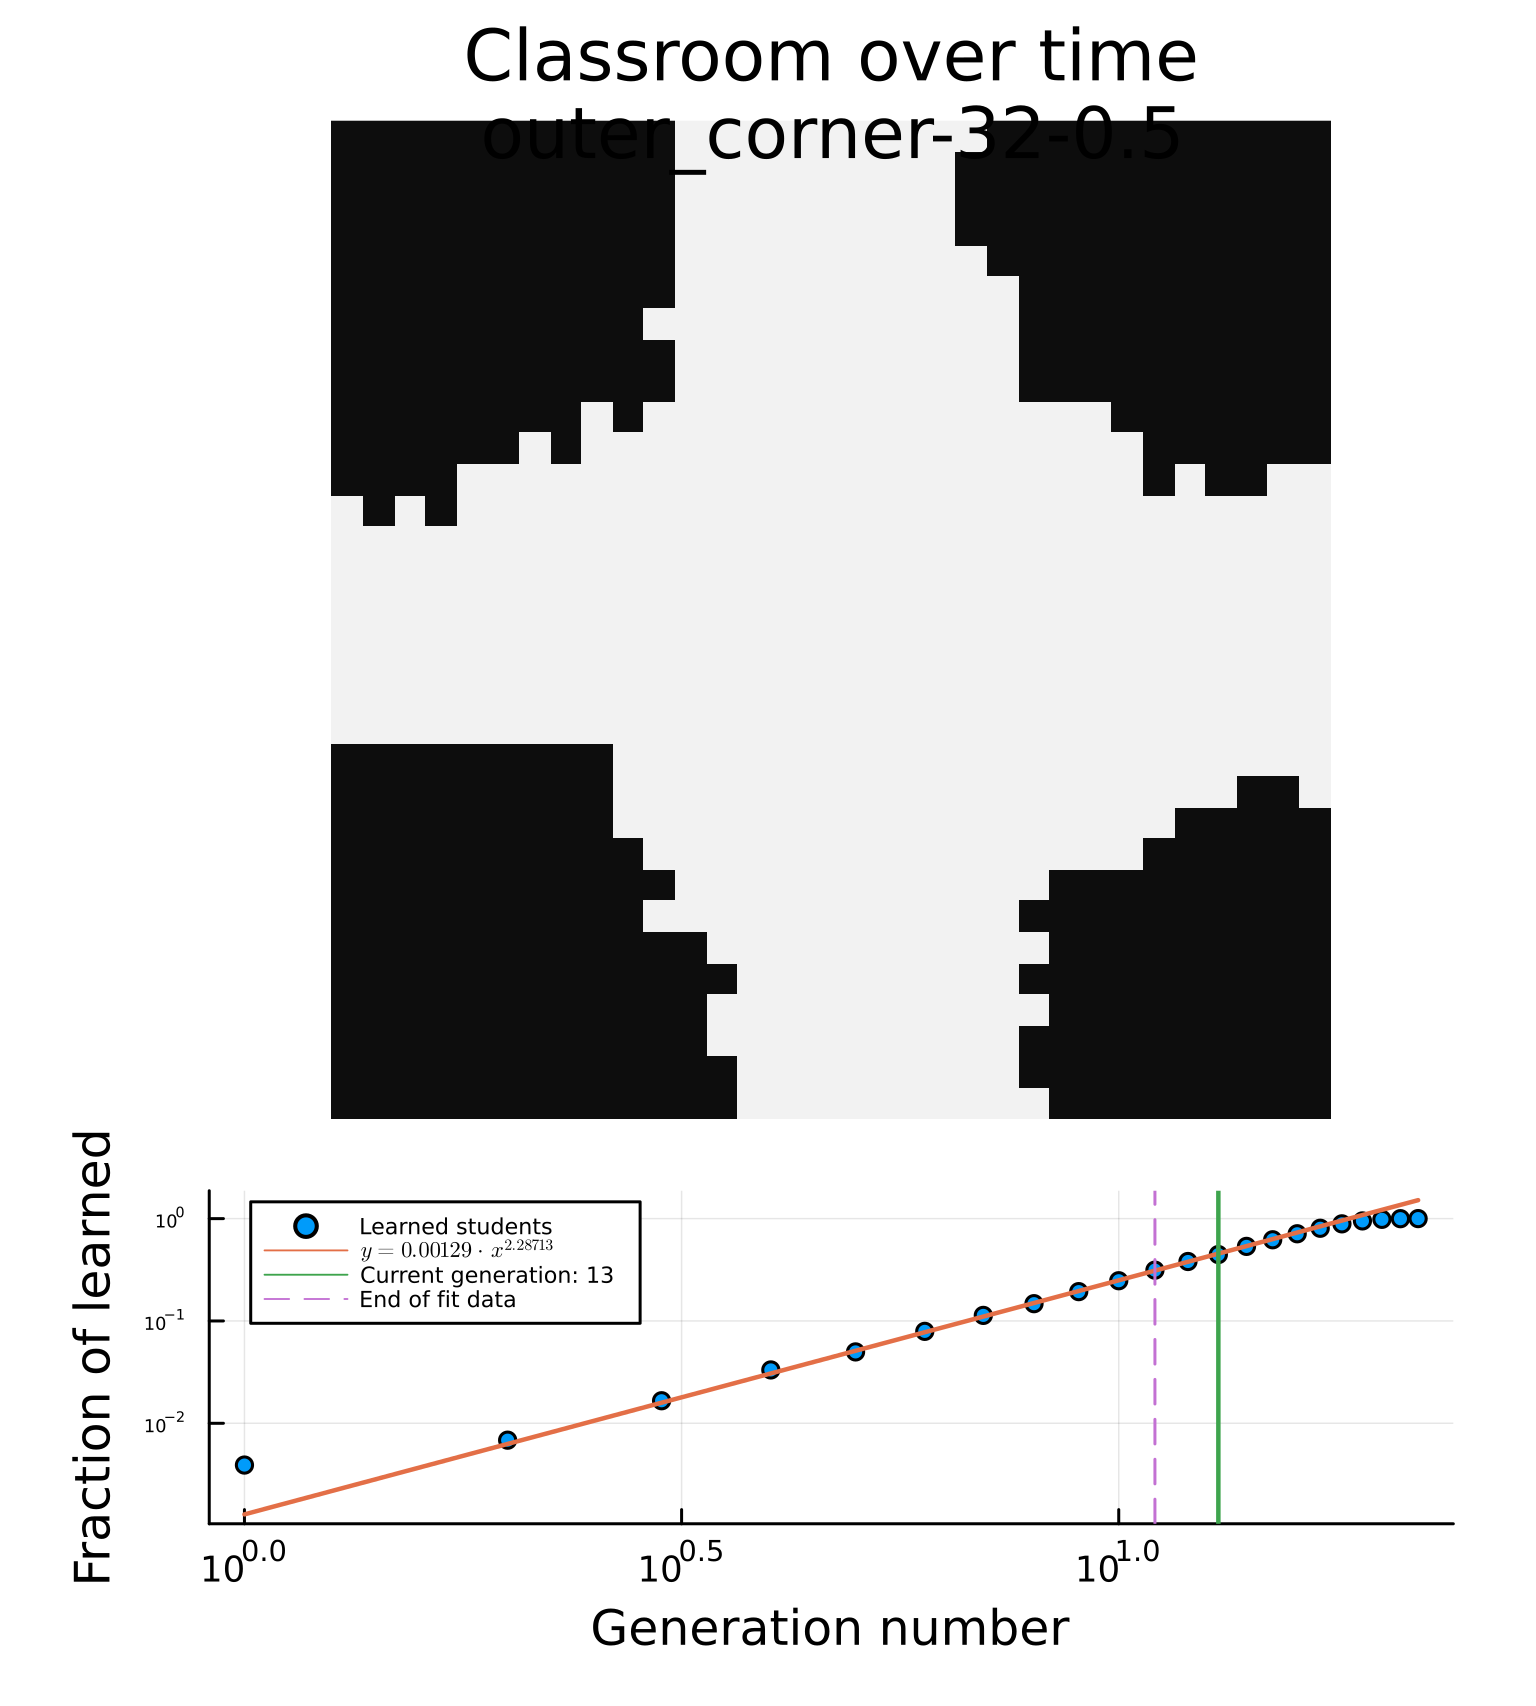 Classroom over time
outer_corner-32-0.5
Fraction of learned
10^0
10^−1
10^−2
Learned students
y = 0.00129 · x^2.28713
Current generation: 13
End of fit data
10^0.0 10^0.5 10^1.0
Generation number